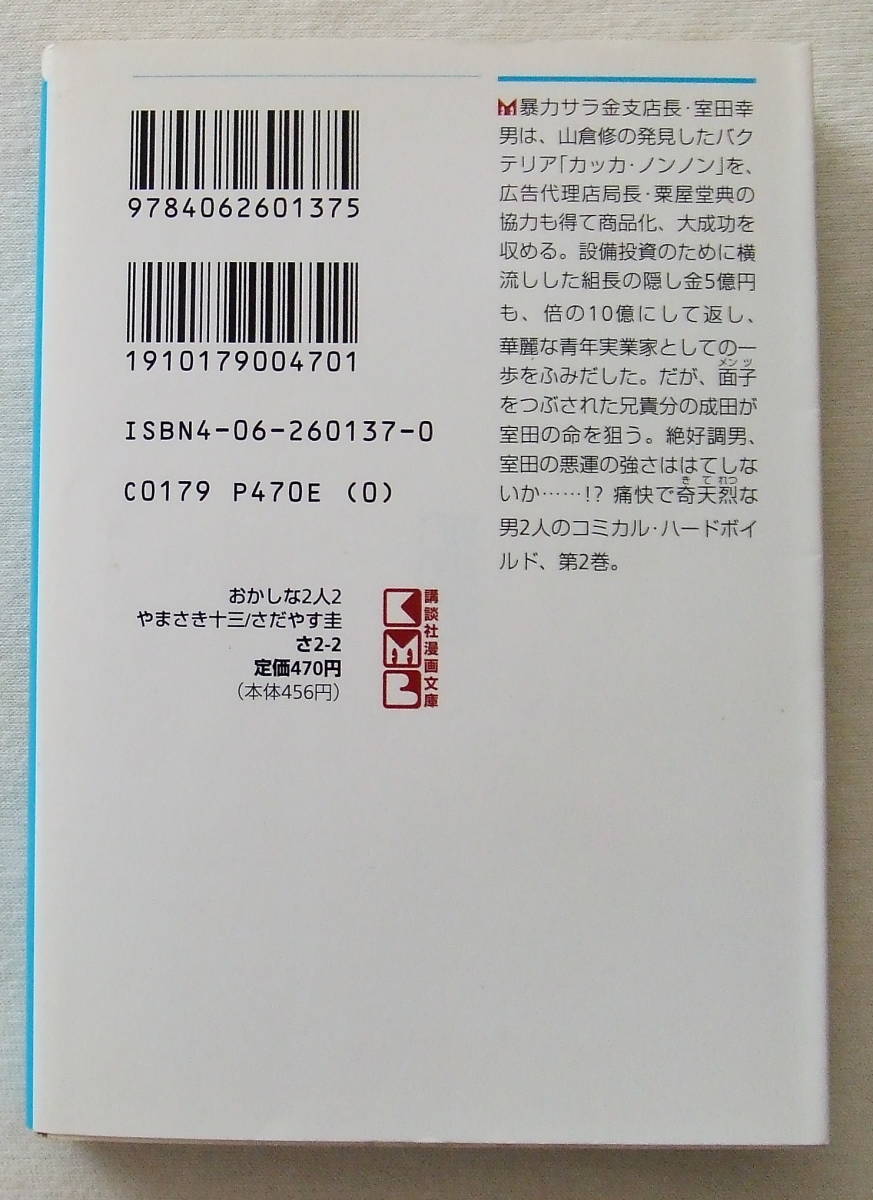 9784062601375
1910179004701
ISBN4-06-260137-0
C0179 P470E (0)
暴力サラ金支店長・室田幸
男は、山倉修の発見したバク
テリア「カッカ・ノンノン」を、
広告代理店局長・粟屋堂典の
協力も得て商品化、大成功を
収める。設備投資のために横
流しした組長の隠し金5億円
も、倍の10億にして返し、
華麗な青年実業家としての一
歩をふみだした。だが、面子
メンツ
をつぶされた兄貴分の成田が
室田の命を狙う。絶好調男、
室田の悪運の強さははてしな
いか……!? 痛快で奇天烈な
きてれつ
男2人のコミカル・ハードボイ
ルド、第2巻。
おかしな2人2
やまさき十三/さだやす圭
さ2-2
定価470円
(本体456円)
KMB
講談社漫画文庫